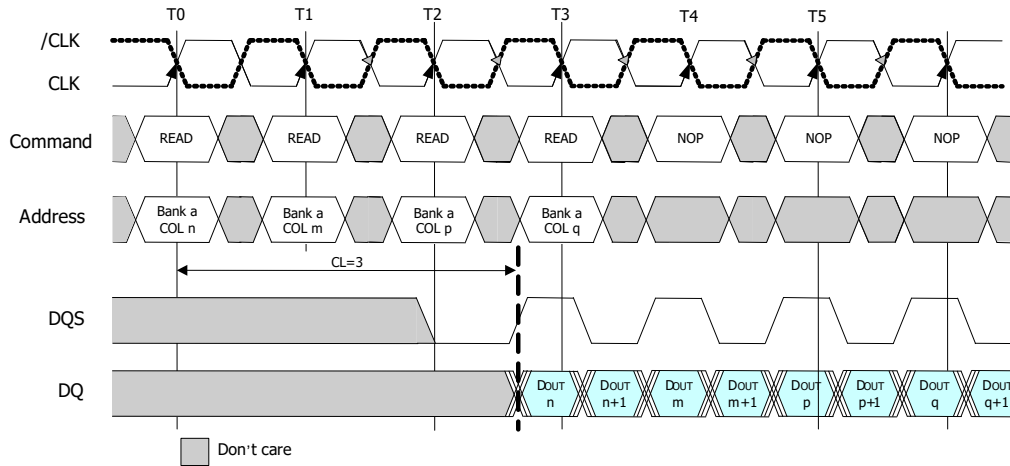 T0 T1 T2 T3 T4 T5
/CLK
CLK
Command READ READ READ READ NOP NOP NOP
Address Bank a Bank a Bank a Bank a
COL n COL m COL p COL q
CL=3
DQS
DQ DOUT DOUT DOUT DOUT DOUT DOUT DOUT DOUT
n n+1 m m+1 p p+1 q q+1
Don't care